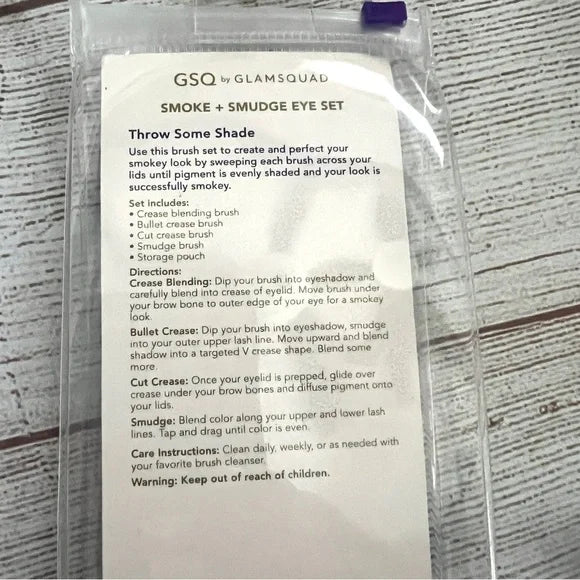 GSQ by GLAMSQUAD
SMOKE + SMUDGE EYE SET
Throw Some Shade
Use this brush set to create and perfect your
smokey look by sweeping each brush across your
lids until pigment is evenly shaded and your look is
successfully smokey.
Set includes:
• Crease blending brush
• Bullet crease brush
• Cut crease brush
• Smudge brush
• Storage pouch
Directions:
Crease Blending: Dip your brush into eyeshadow and
carefully blend into crease of eyelid. Move brush under
your brow bone to outer edge of your eye for a smokey
look.
Bullet Crease: Dip your brush into eyeshadow, smudge
into your outer upper lash line. Move upward and blend
shadow into a targeted V crease shape. Blend some
more.
Cut Crease: Once your eyelid is prepped, glide over
crease under your brow bones and diffuse pigment onto
your lids.
Smudge: Blend color along your upper and lower lash
lines. Tap and drag until color is even.
Care Instructions: Clean daily, weekly, or as needed with
your favorite brush cleanser.
Warning: Keep out of reach of children.